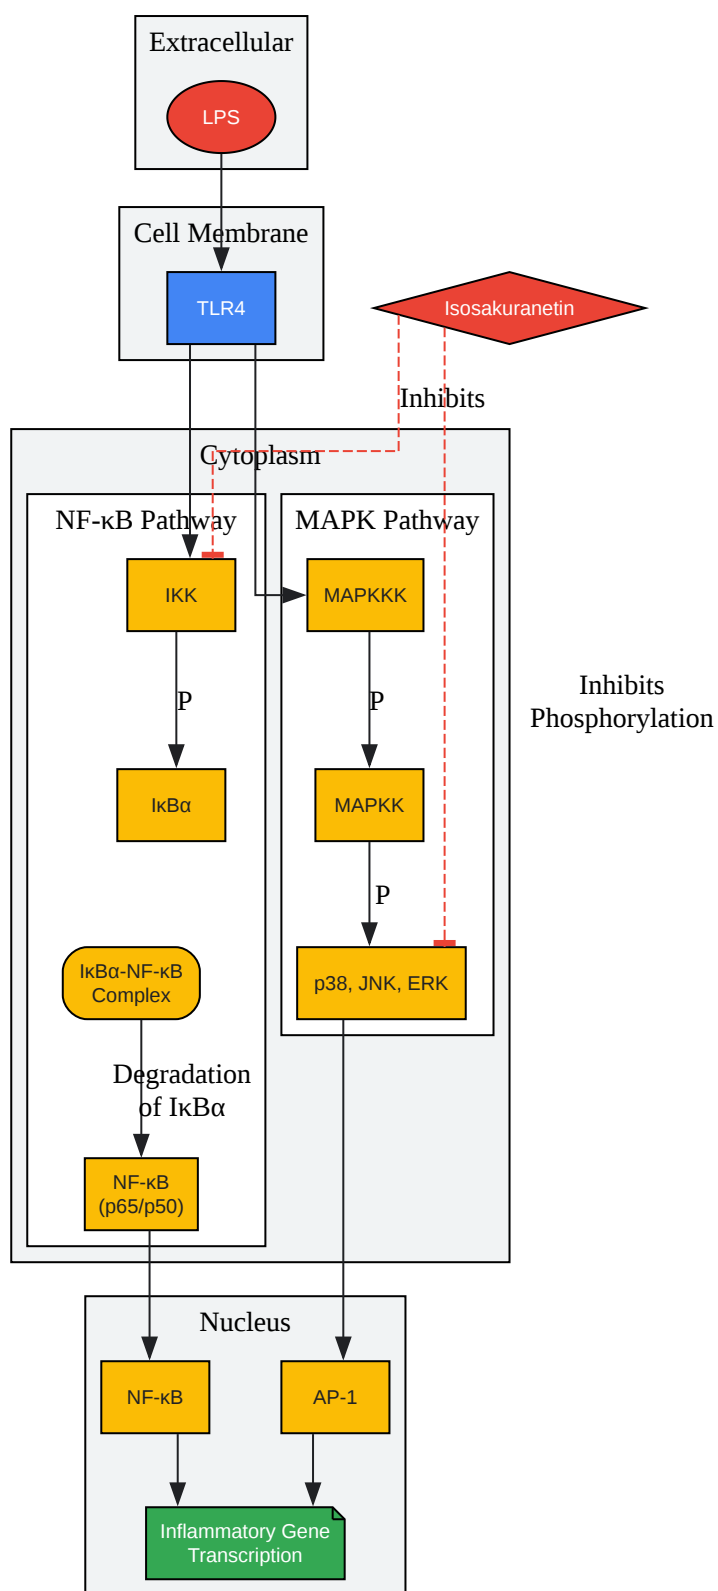 Extracellular
LPS
Cell Membrane
TLR4
Isosakuranetin
Inhibits
Cytoplasm
NF-κB Pathway
MAPK Pathway
IKK
MAPKKK
P
P
Inhibits
Phosphorylation
IκBα
MAPKK
P
IκBα-NF-κB
Complex
p38, JNK, ERK
Degradation
of IκBα
NF-κB
(p65/p50)
Nucleus
NF-κB
AP-1
Inflammatory Gene
Transcription